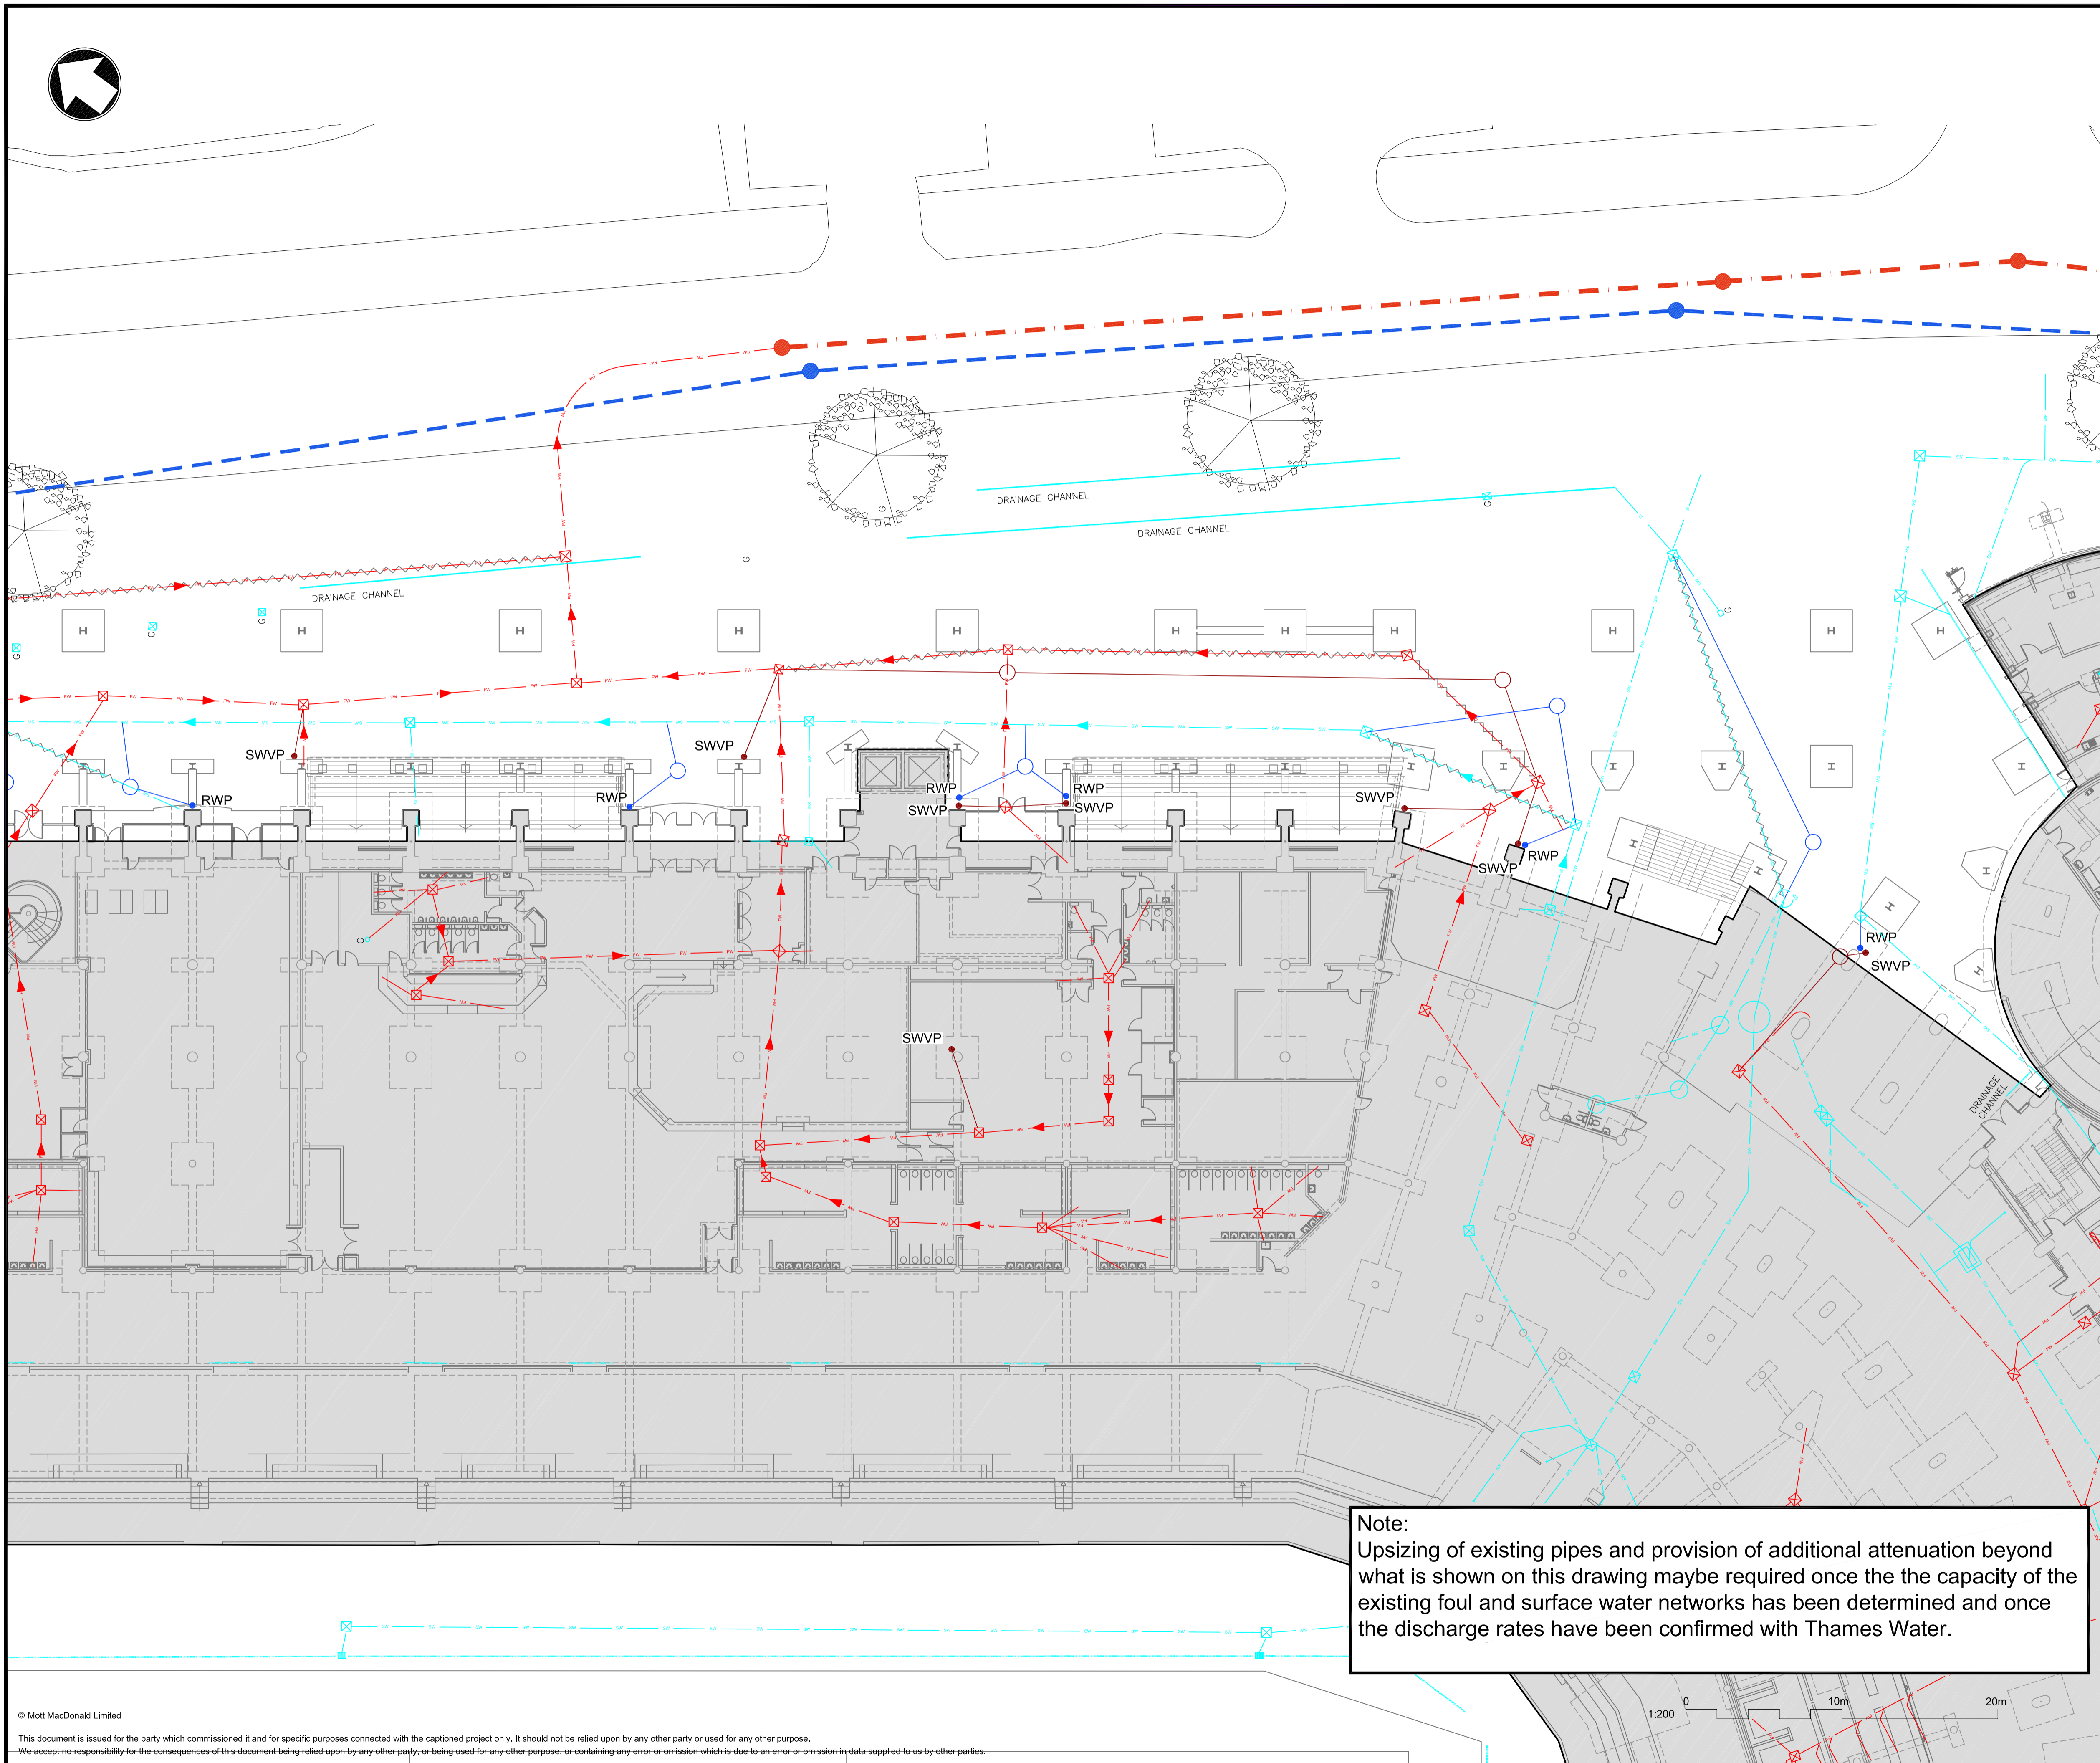 DRAINAGE CHANNEL
DRAINAGE CHANNEL
DRAINAGE CHANNEL
G
G
G
G
G
G
G
G
H
H
H
H
H
H
H
H
H
H
H
SWVP
SWVP
RWP
RWP
RWP
SWVP
RWP
SWVP
SWVP
RWP
SWVP
RWP
SWVP
SWVP
H
H
H
H
H
H
H
H
H
H
H
DRAINAGE
CHANNEL
FW
SW
Note:
Upsizing of existing pipes and provision of additional attenuation beyond
what is shown on this drawing maybe required once the the capacity of the
existing foul and surface water networks has been determined and once
the discharge rates have been confirmed with Thames Water.
1:200
0
10m
20m
© Mott MacDonald Limited
This document is issued for the party which commissioned it and for specific purposes connected with the captioned project only. It should not be relied upon by any other party or used for any other purpose.
We accept no responsibility for the consequences of this document being relied upon by any other party, or being used for any other purpose, or containing any error or omission which is due to an error or omission in data supplied to us by other parties.